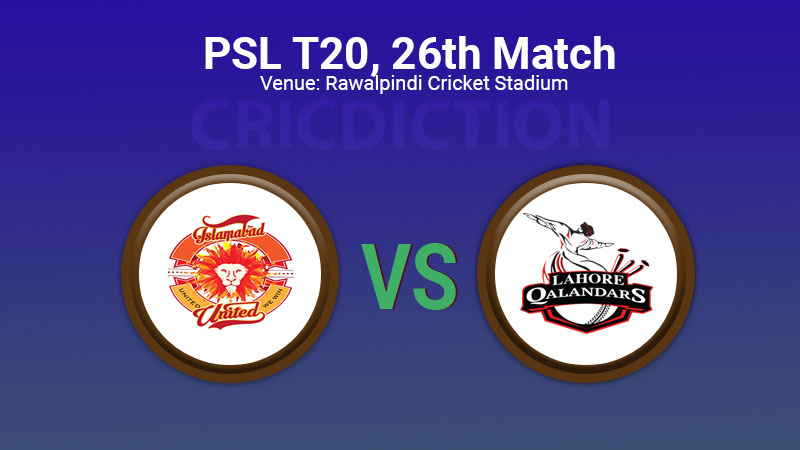 PSL T20, 26th Match
Venue: Rawalpindi Cricket Stadium
CRICDICTION
Islamabad
UNITED WE WIN
United
VS
LAHORE
QALANDARS